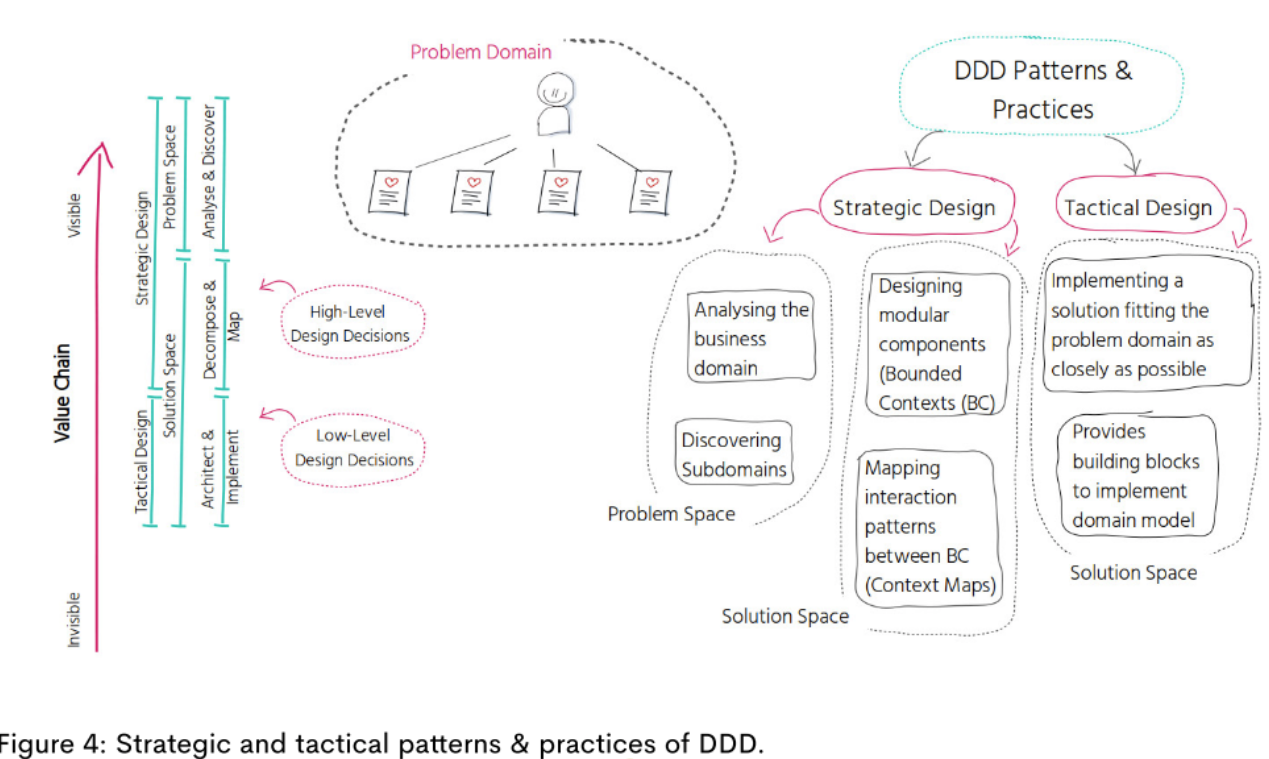 Problem Domain
DDD Patterns &
Practices
Strategic Design
Tactical Design
Value Chain
Visible
Invisible
Strategic Design
Tactical Design
Problem Space
Solution Space
Analyse & Discover
Decompose &
Map
Architect &
Implement
High-Level
Design Decisions
Low-Level
Design Decisions
Analysing the
business
domain
Discovering
Subdomains
Problem Space
Designing
modular
components
(Bounded
Contexts (BC)
Mapping
interaction
patterns
between BC
(Context Maps)
Solution Space
Implementing a
solution fitting the
problem domain as
closely as possible
Provides
building blocks
to implement
domain model
Solution Space
Figure 4: Strategic and tactical patterns & practices of DDD.